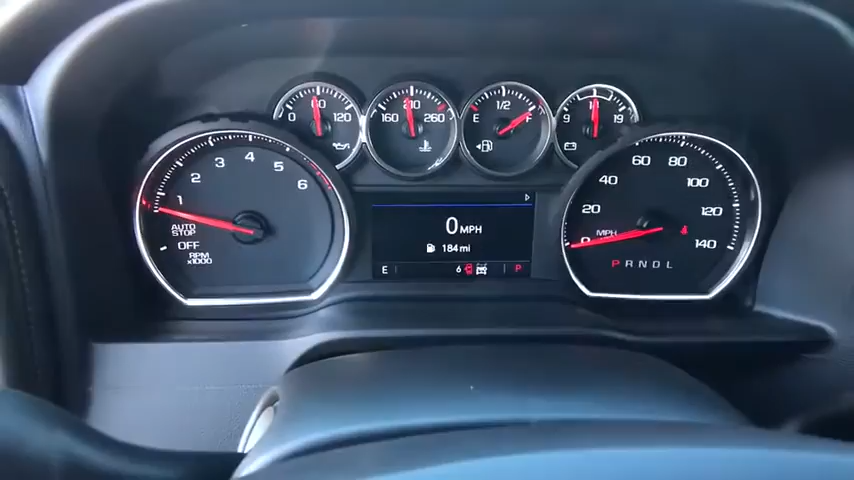 0 60 120
160 210 260
E 1/2 F
9 19
1 2 3 4 5 6
AUTO
STOP
OFF
RPM
x1000
0 MPH
184 mi
E 6 P
0 20 40 60 80 100 120 140
MPH
P R N D L